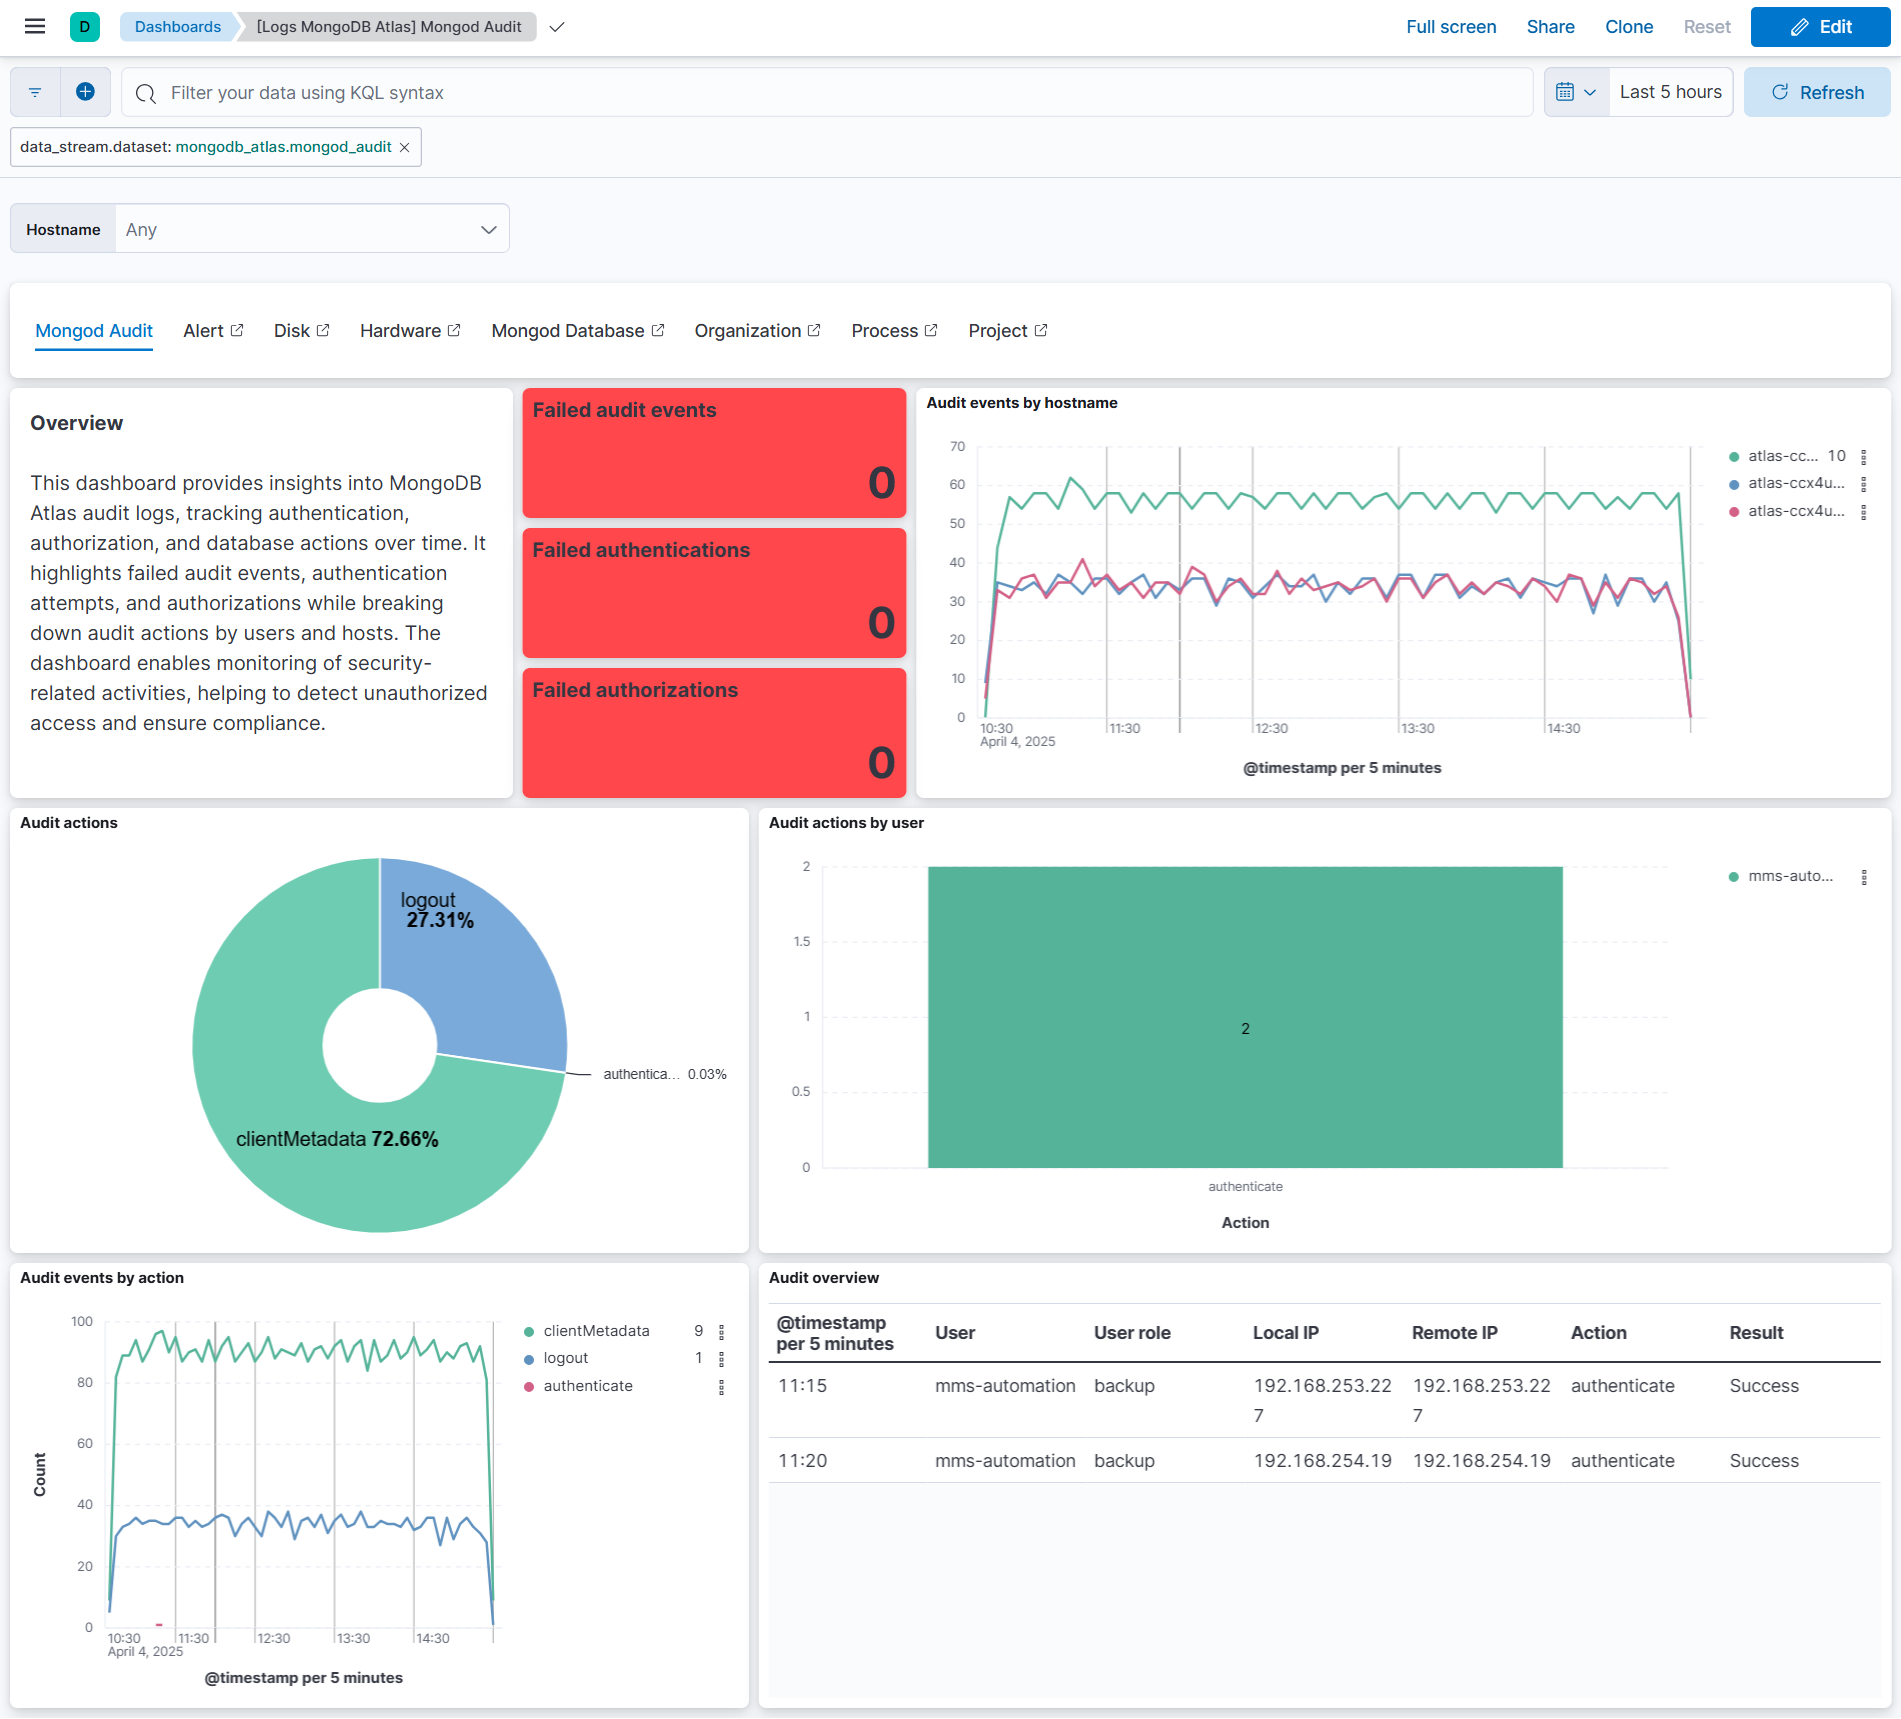 D Dashboards [Logs MongoDB Atlas] Mongod Audit Full screen Share Clone Reset Edit
Filter your data using KQL syntax Last 5 hours Refresh
data_stream.dataset: mongodb_atlas.mongod_audit
Hostname Any
Mongod Audit Alert Disk Hardware Mongod Database Organization Process Project
Overview
This dashboard provides insights into MongoDB
Atlas audit logs, tracking authentication,
authorization, and database actions over time. It
highlights failed audit events, authentication
attempts, and authorizations while breaking
down audit actions by users and hosts. The
dashboard enables monitoring of security-
related activities, helping to detect unauthorized
access and ensure compliance.
Failed audit events
0
Failed authentications
0
Failed authorizations
0
Audit events by hostname
70
60
50
40
30
20
10
0
10:30 11:30 12:30 13:30 14:30
April 4, 2025
@timestamp per 5 minutes
atlas-cc... 10
atlas-ccx4u...
atlas-ccx4u...
Audit actions
logout
27.31%
authentica... 0.03%
clientMetadata 72.66%
Audit actions by user
2
1.5
1
0.5
0
2
authenticate
Action
mms-auto...
Audit events by action
100
80
60
40
20
0
Count
10:30 11:30 12:30 13:30 14:30
April 4, 2025
@timestamp per 5 minutes
clientMetadata 9
logout 1
authenticate
Audit overview
@timestamp
per 5 minutes User User role Local IP Remote IP Action Result
11:15 mms-automation backup 192.168.253.22 192.168.253.22 authenticate Success
7 7
11:20 mms-automation backup 192.168.254.19 192.168.254.19 authenticate Success